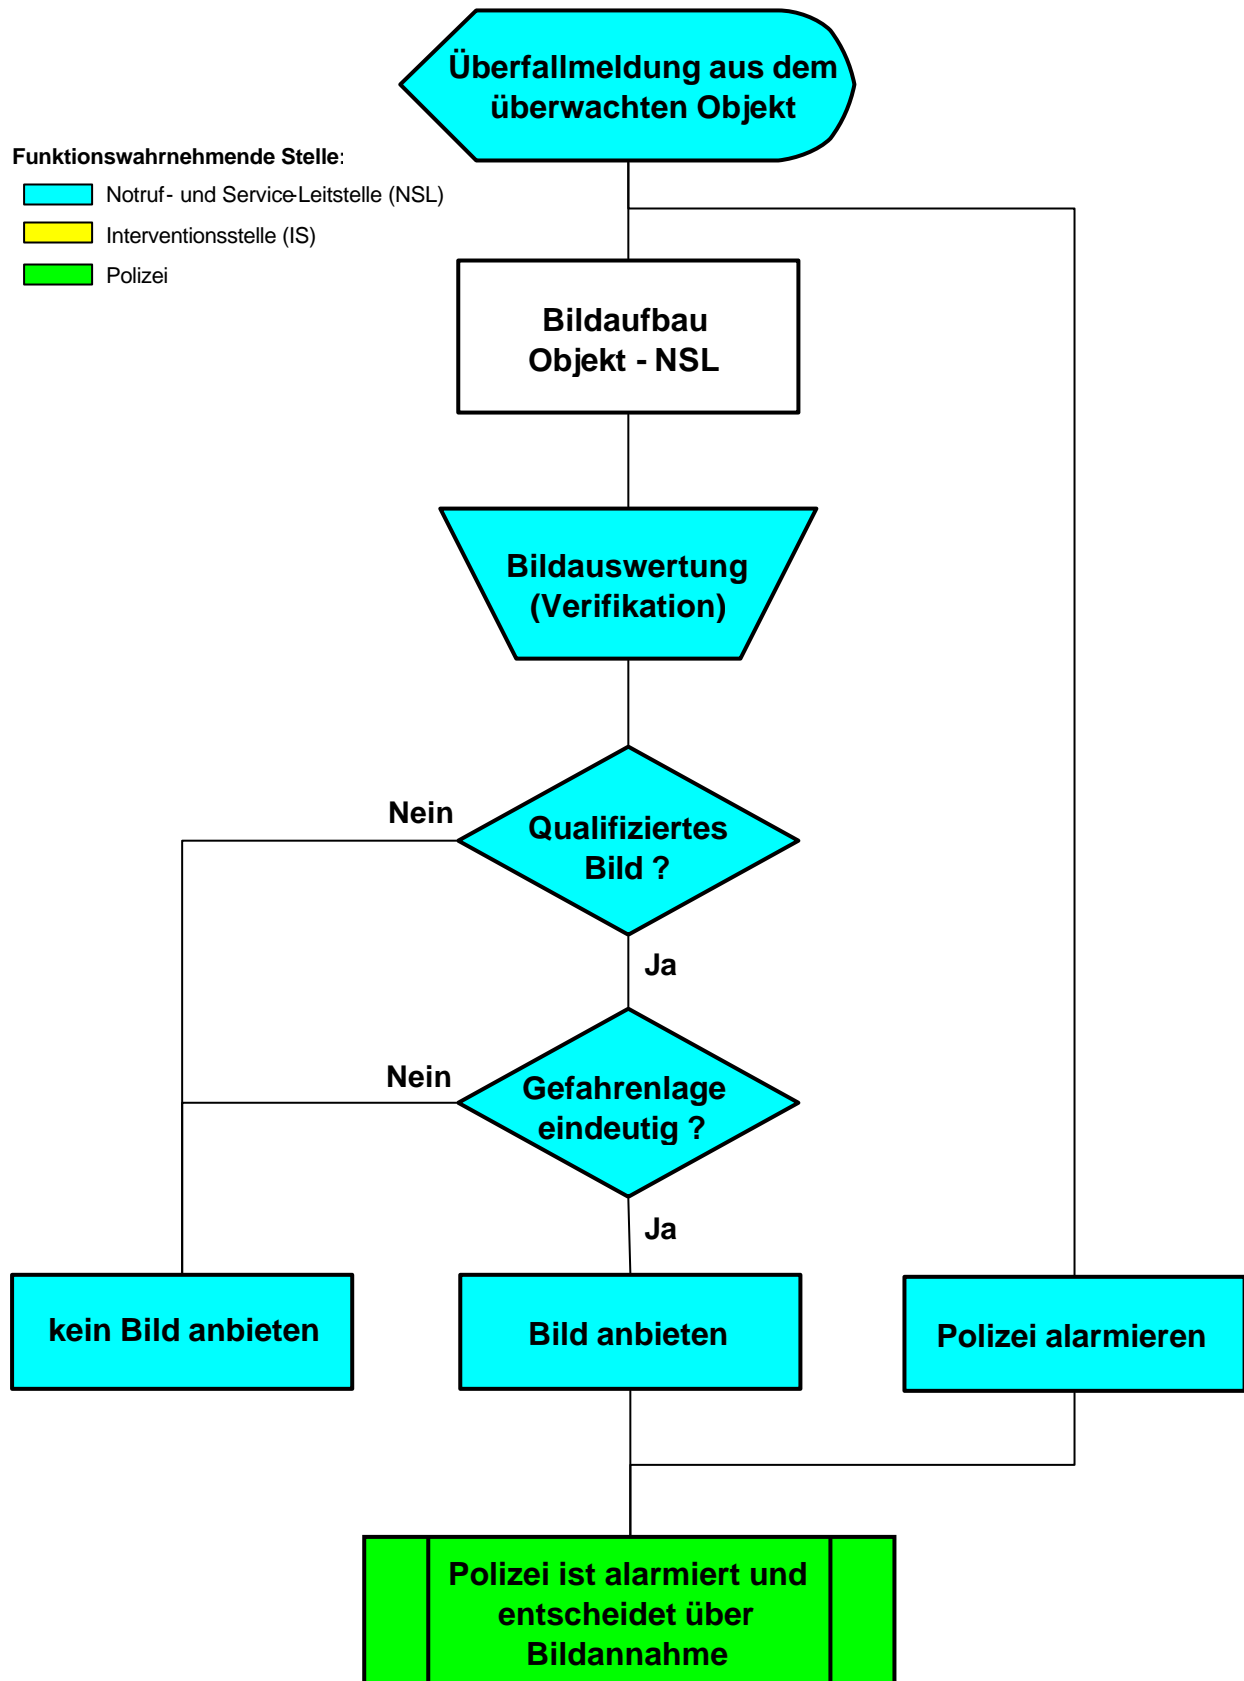 Überfallmeldung aus dem
überwachten Objekt
Funktionswahrnehmende Stelle:
Notruf- und Service-Leitstelle (NSL)
Interventionsstelle (IS)
Polizei
Bildaufbau
Objekt - NSL
Bildauswertung
(Verifikation)
Nein
Qualifiziertes
Bild ?
Ja
Nein
Gefahrenlage
eindeutig ?
Ja
kein Bild anbieten
Bild anbieten
Polizei alarmieren
Polizei ist alarmiert und
entscheidet über
Bildannahme